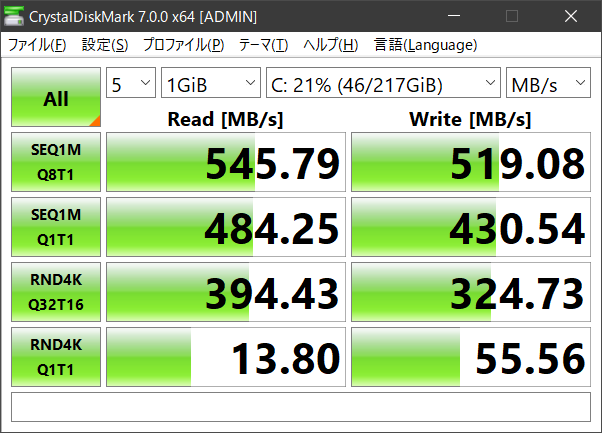 CrystalDiskMark 7.0.0 x64 [ADMIN]
ファイル(F) 設定(S) プロファイル(P) テーマ(T) ヘルプ(H) 言語(Language)
All 5 1GiB C: 21% (46/217GiB) MB/s
Read [MB/s] Write [MB/s]
SEQ1M
Q8T1 545.79 519.08
SEQ1M
Q1T1 484.25 430.54
RND4K
Q32T16 394.43 324.73
RND4K
Q1T1 13.80 55.56